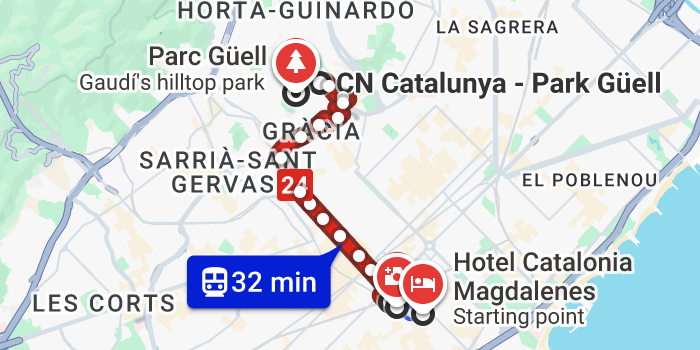 HORTA-GUINARDO
LA SAGRERA
Parc Güell
Gaudí's hilltop park
CN Catalunya - Park Güell
GRÀCIA
SARRIÀ-SANT
GERVAS
24
EL POBLENOU
32 min
Hotel Catalonia
Magdalenes
Starting point
LES CORTS